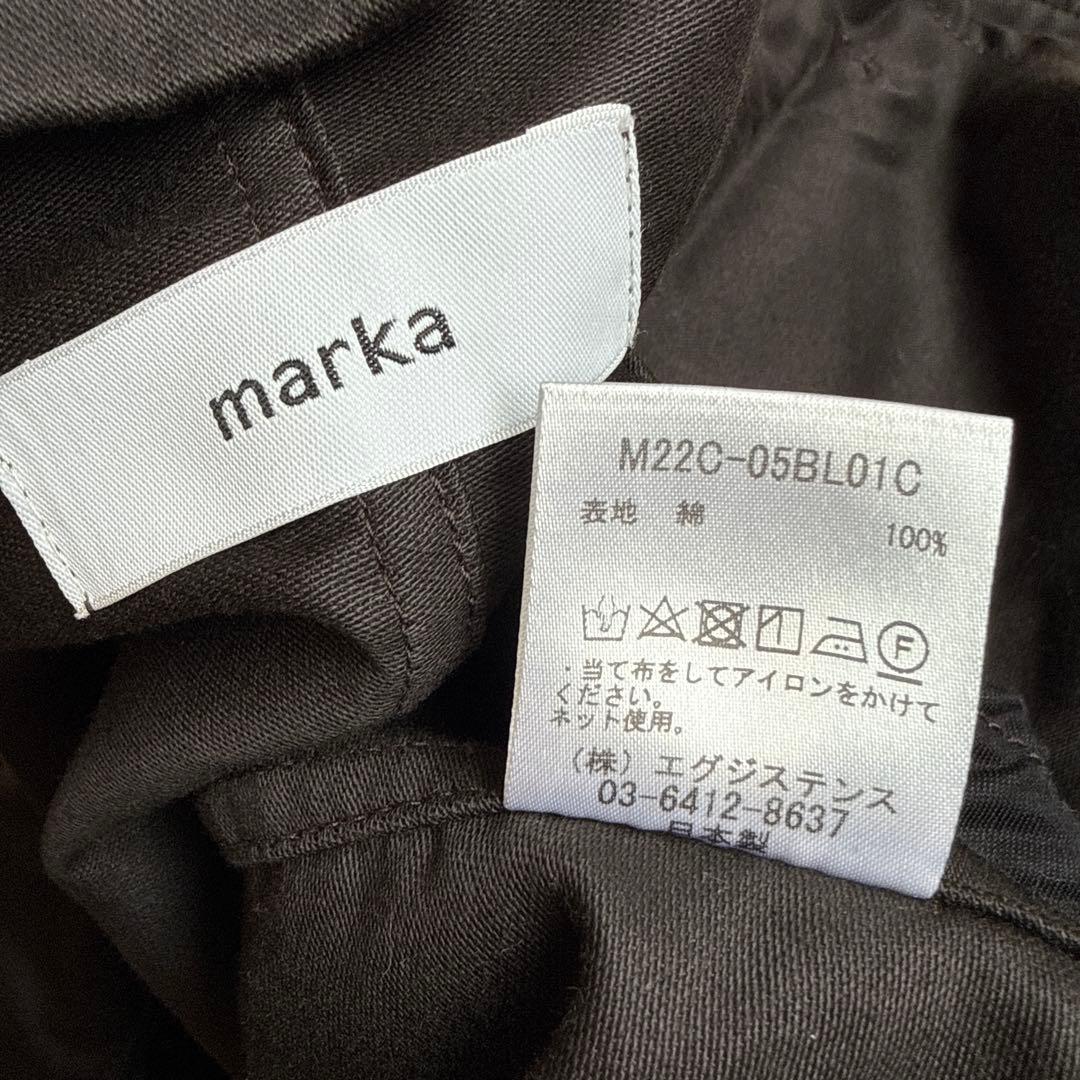 marka
M22C-05BL01C
表地 綿 100%
F
・当て布をしてアイロンをかけて
ください。
ネット使用。
(株) エグジステンス
03-6412-8637
日本製